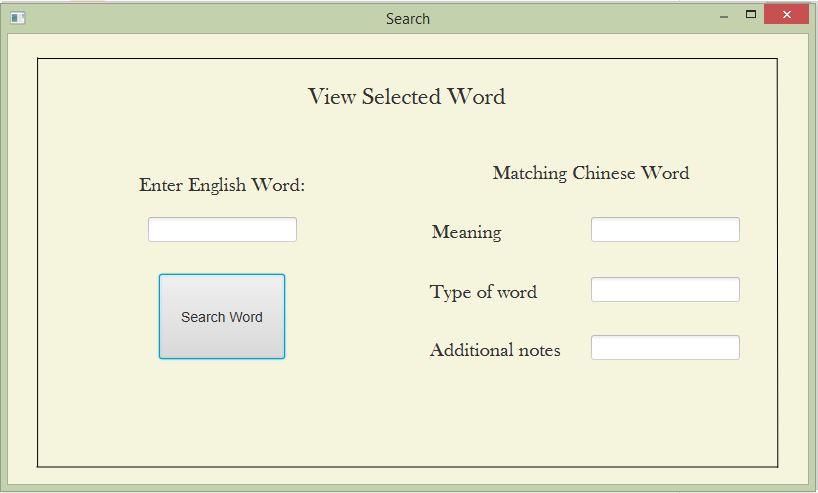 Search
View Selected Word
Enter English Word:
Search Word
Matching Chinese Word
Meaning
Type of word
Additional notes